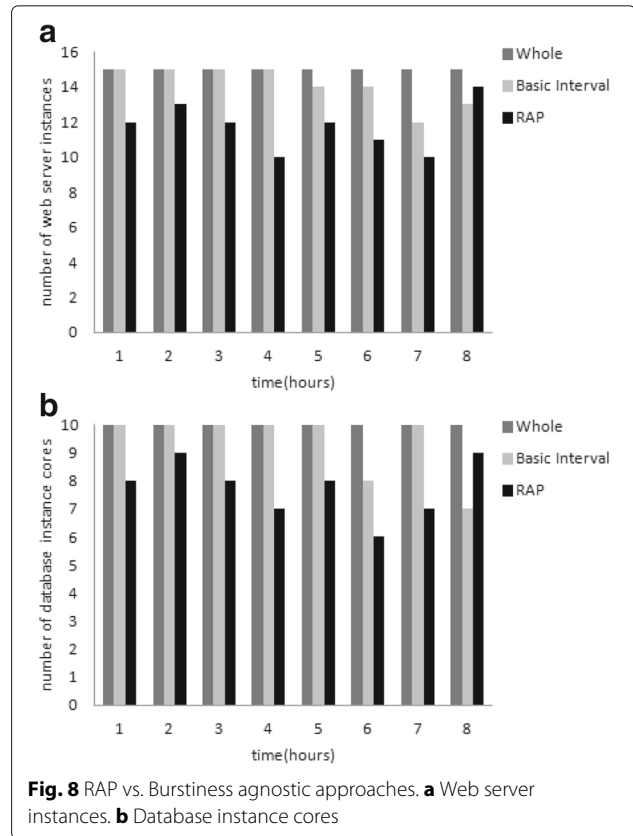 a
16
14
12
10
8
6
4
2
0
number of web server instances
1 2 3 4 5 6 7 8
time(hours)
Whole
Basic Interval
RAP
b
10
9
8
7
6
5
4
3
2
1
0
number of database instance cores
1 2 3 4 5 6 7 8
time(hours)
Whole
Basic Interval
RAP
Fig. 8 RAP vs. Burstiness agnostic approaches. a Web server
instances. b Database instance cores